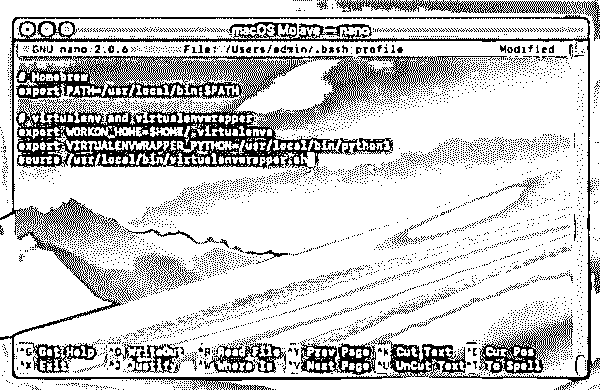 macOS Mojave — nano
GNU nano 2.0.6 File: /Users/admin/.bash_profile Modified
# Homebrew
export PATH=/usr/local/bin:$PATH
# virtualenv and virtualenvwrapper
export WORKON_HOME=$HOME/.virtualenvs
export VIRTUALENVWRAPPER_PYTHON=/usr/local/bin/python3
source /usr/local/bin/virtualenvwrapper.sh
^G Get Help ^O WriteOut ^R Read File ^Y Prev Page ^K Cut Text ^C Cur Pos
^X Exit ^J Justify ^W Where Is ^V Next Page ^U UnCut Text ^T To Spell